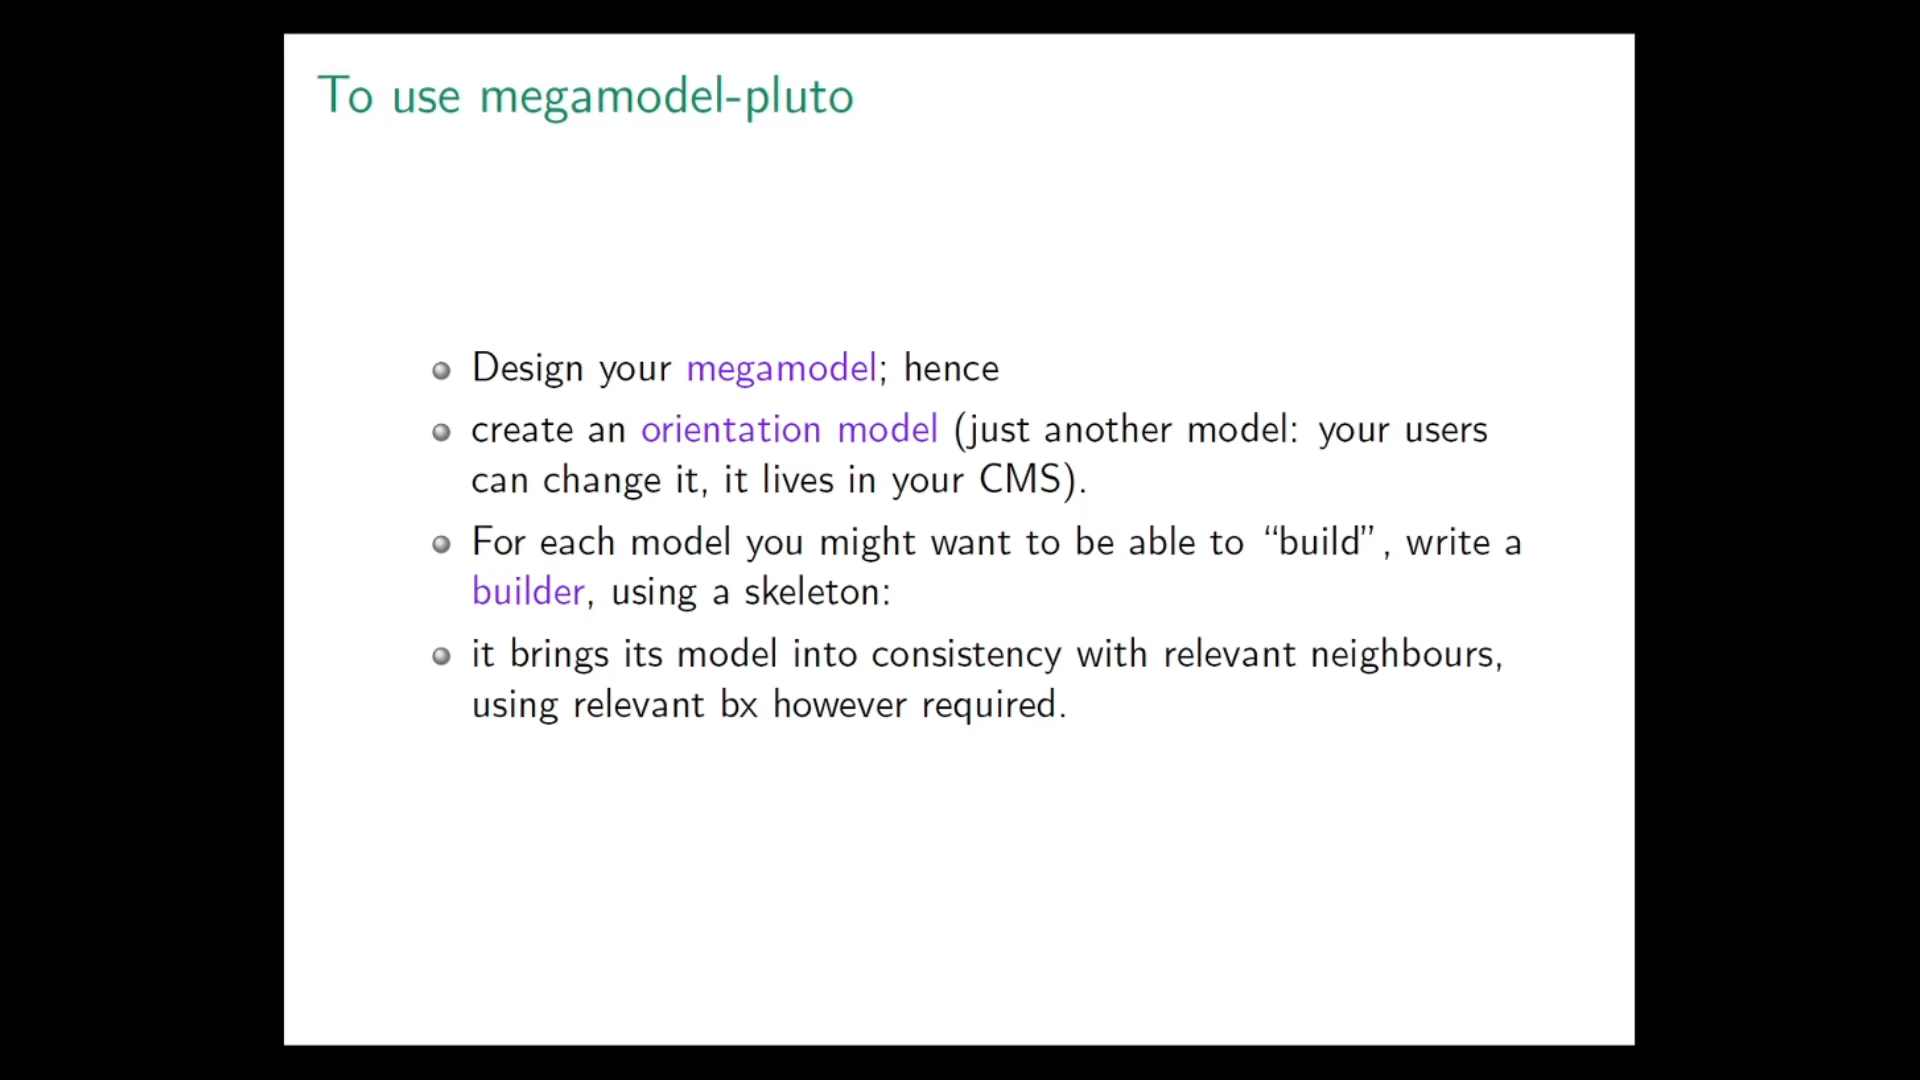 To use megamodel-pluto
Design your megamodel; hence
create an orientation model (just another model: your users
can change it, it lives in your CMS).
For each model you might want to be able to “build”, write a
builder, using a skeleton:
it brings its model into consistency with relevant neighbours,
using relevant bx however required.